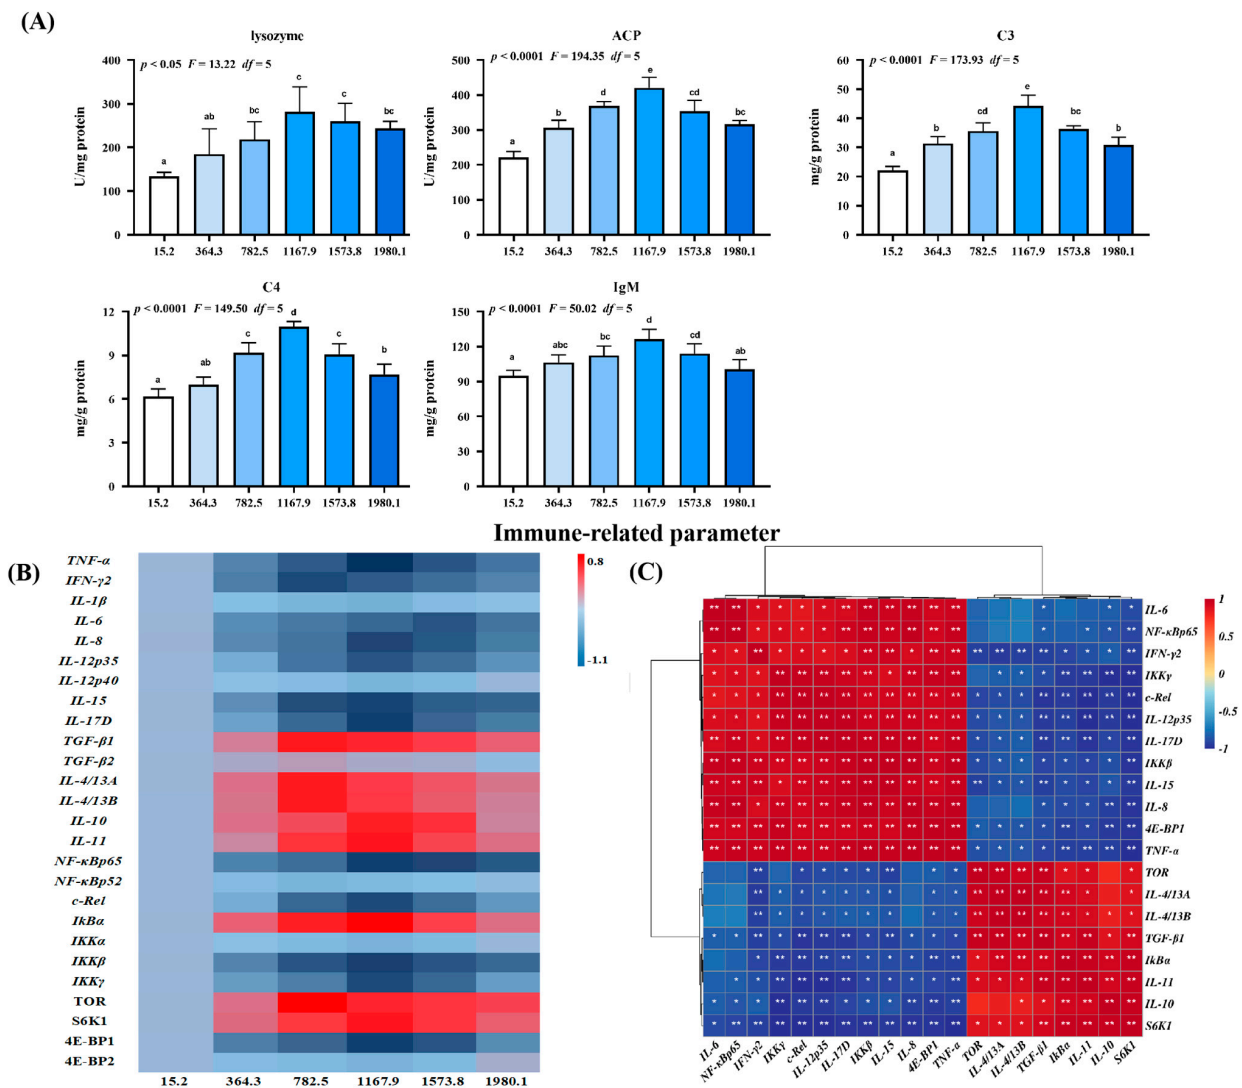 (A)
lysozyme
p < 0.05 F = 13.22 df = 5
U/mg protein
400
300
200
100
0
a
ab
bc
c
c
bc
15.2 364.3 782.5 1167.9 1573.8 1980.1
ACP
p < 0.0001 F = 194.35 df = 5
U/mg protein
500
400
300
200
100
0
a
b
d
e
cd
bc
15.2 364.3 782.5 1167.9 1573.8 1980.1
C3
p < 0.0001 F = 173.93 df = 5
mg/g protein
60
50
40
30
20
10
0
a
b
cd
e
bc
b
15.2 364.3 782.5 1167.9 1573.8 1980.1
C4
p < 0.0001 F = 149.50 df = 5
mg/g protein
12
9
6
3
0
a
ab
c
d
c
b
15.2 364.3 782.5 1167.9 1573.8 1980.1
IgM
p < 0.0001 F = 50.02 df = 5
mg/g protein
150
120
90
60
30
0
a
abc
bc
d
cd
ab
15.2 364.3 782.5 1167.9 1573.8 1980.1
Immune-related parameter
(B)
TNF-α
IFN-γ2
IL-1β
IL-6
IL-8
IL-12p35
IL-12p40
IL-15
IL-17D
TGF-β1
TGF-β2
IL-4/13A
IL-4/13B
IL-10
IL-11
NF-κBp65
NF-κBp52
c-Rel
IkBα
IKKα
IKKβ
IKKγ
TOR
S6K1
4E-BP1
4E-BP2
15.2 364.3 782.5 1167.9 1573.8 1980.1
0.8
-1.1
(C)
IL-6
NF-κBp65
IFN-γ2
IKKγ
c-Rel
IL-12p35
IL-17D
IKKβ
IL-15
IL-8
4E-BP1
TNF-α
TOR
IL-4/13A
IL-4/13B
TGF-β1
IkBα
IL-11
IL-10
S6K1
IL-6 NF-κBp65 IFN-γ2 IKKγ c-Rel IL-12p35 IL-17D IKKβ IL-15 IL-8 4E-BP1 TNF-α TOR IL-4/13A IL-4/13B TGF-β1 IkBα IL-11 IL-10 S6K1
1
0.5
0
-0.5
-1